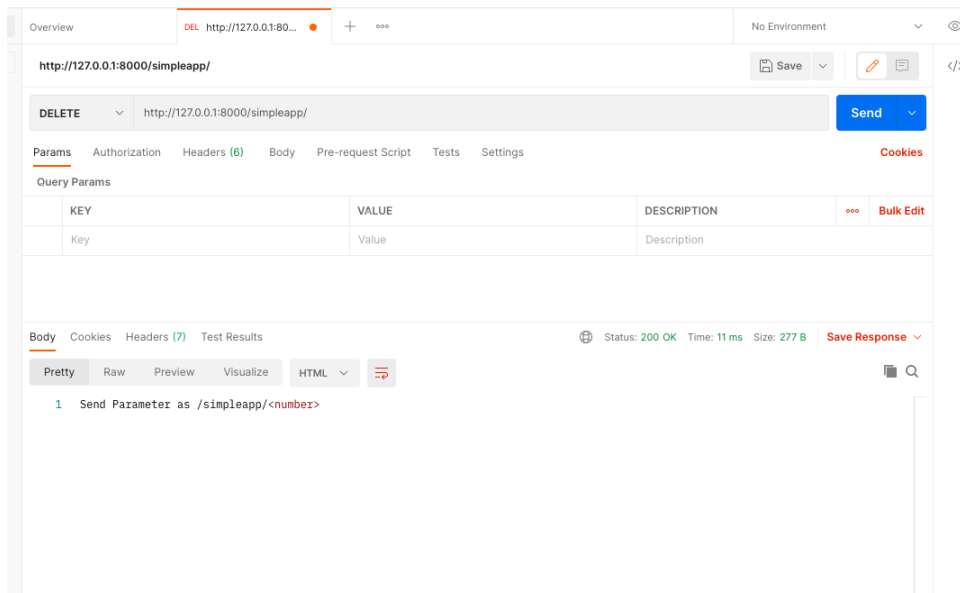 Overview
DEL http://127.0.0.1:80...
No Environment
http://127.0.0.1:8000/simpleapp/
Save
DELETE
http://127.0.0.1:8000/simpleapp/
Send
Params Authorization Headers (6) Body Pre-request Script Tests Settings
Cookies
Query Params
KEY VALUE DESCRIPTION
Bulk Edit
Key Value Description
Body Cookies Headers (7) Test Results
Status: 200 OK Time: 11 ms Size: 277 B
Save Response
Pretty Raw Preview Visualize HTML
1 Send Parameter as /simpleapp/<number>